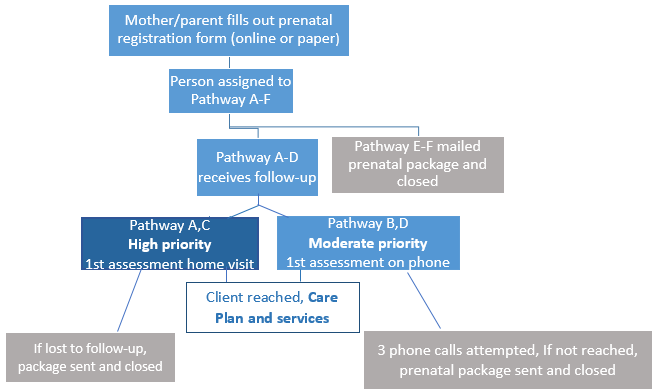 Mother/parent fills out prenatal
registration form (online or paper)
Person assigned to
Pathway A-F
Pathway A-D
receives follow-up
Pathway E-F mailed
prenatal package and
closed
Pathway A,C
High priority
1st assessment home visit
Pathway B,D
Moderate priority
1st assessment on phone
Client reached, Care
Plan and services
If lost to follow-up,
package sent and closed
3 phone calls attempted, If not reached,
prenatal package sent and closed